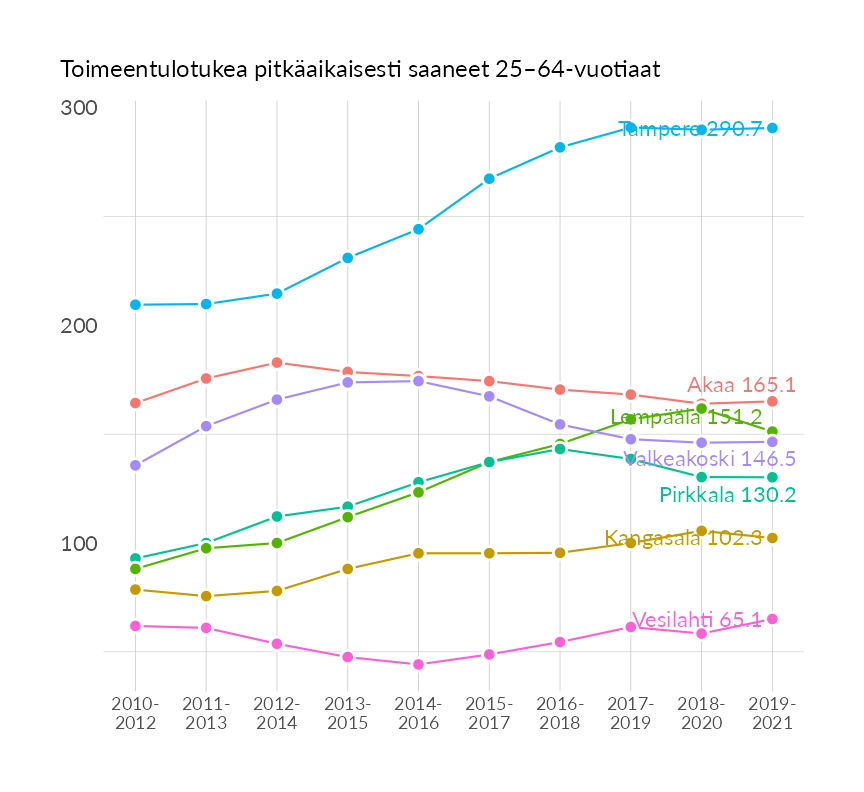 Toimeentulotukea pitkäaikaisesti saaneet 25–64-vuotiaat
300
Tampere 290.7
200
Akaa 165.1
Lempäälä 151.2
Valkeakoski 146.5
Pirkkala 130.2
100
Kangasala 102.3
Vesilahti 65.1
2010- 2011- 2012- 2013- 2014- 2015- 2016- 2017- 2018- 2019-
2012 2013 2014 2015 2016 2017 2018 2019 2020 2021